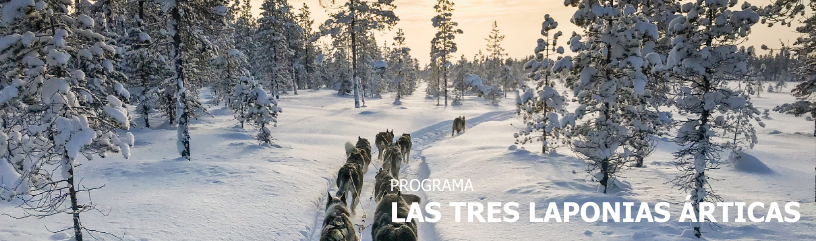 PROGRAMA
LAS TRES LAPONIAS ÁRTICAS